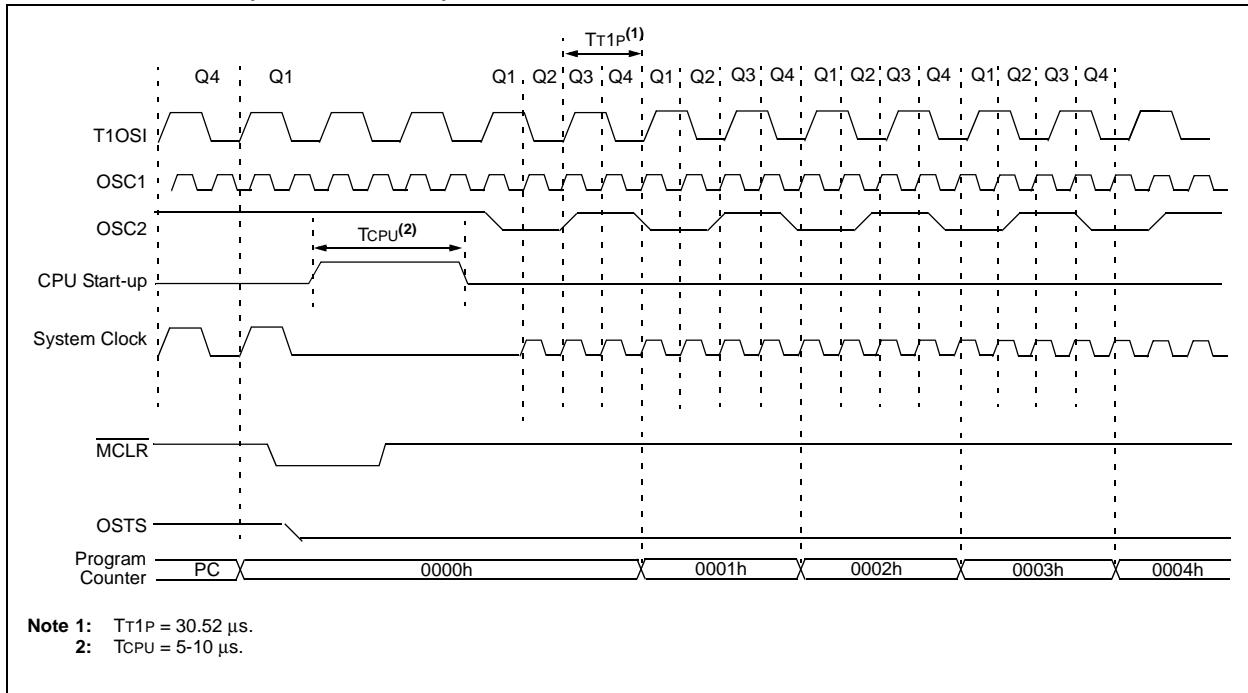 TT1P(1)
Q4 Q1 Q1 Q2 Q3 Q4 Q1 Q2 Q3 Q4 Q1 Q2 Q3 Q4 Q1 Q2 Q3 Q4
T1OSI
OSC1
OSC2
TCPU(2)
CPU Start-up
System Clock
MCLR
OSTS
Program
Counter
PC 0000h 0001h 0002h 0003h 0004h
Note 1: TT1P = 30.52 μs.
2: TCPU = 5-10 μs.